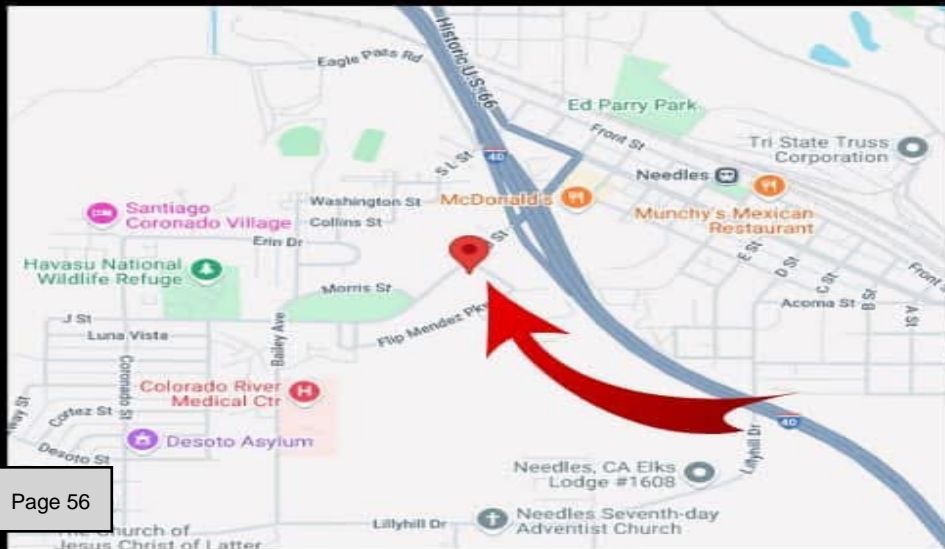 Historic U.S. 66
Eagle Pass Rd
Ed Parry Park
Front St
Tri State Truss
Corporation
S L St
40
Needles
Washington St
McDonald's
Munchy's Mexican
Restaurant
Santiago
Coronado Village
Collins St
Erin Dr
St
E St
D St
C St
B St
A St
Front
Havasu National
Wildlife Refuge
Morris St
Acoma St
J St
Luna Vista
Bailey Ave
Flip Mendez Pkwy
Coronado St
Colorado River
Medical Ctr
Way St
Cortez St
Desoto Asylum
Desoto St
40
Lillyhill Dr
Needles, CA Elks
Lodge #1608
Page 56
Lillyhill Dr
Needles Seventh-day
Adventist Church
The Church of
Jesus Christ of Latter